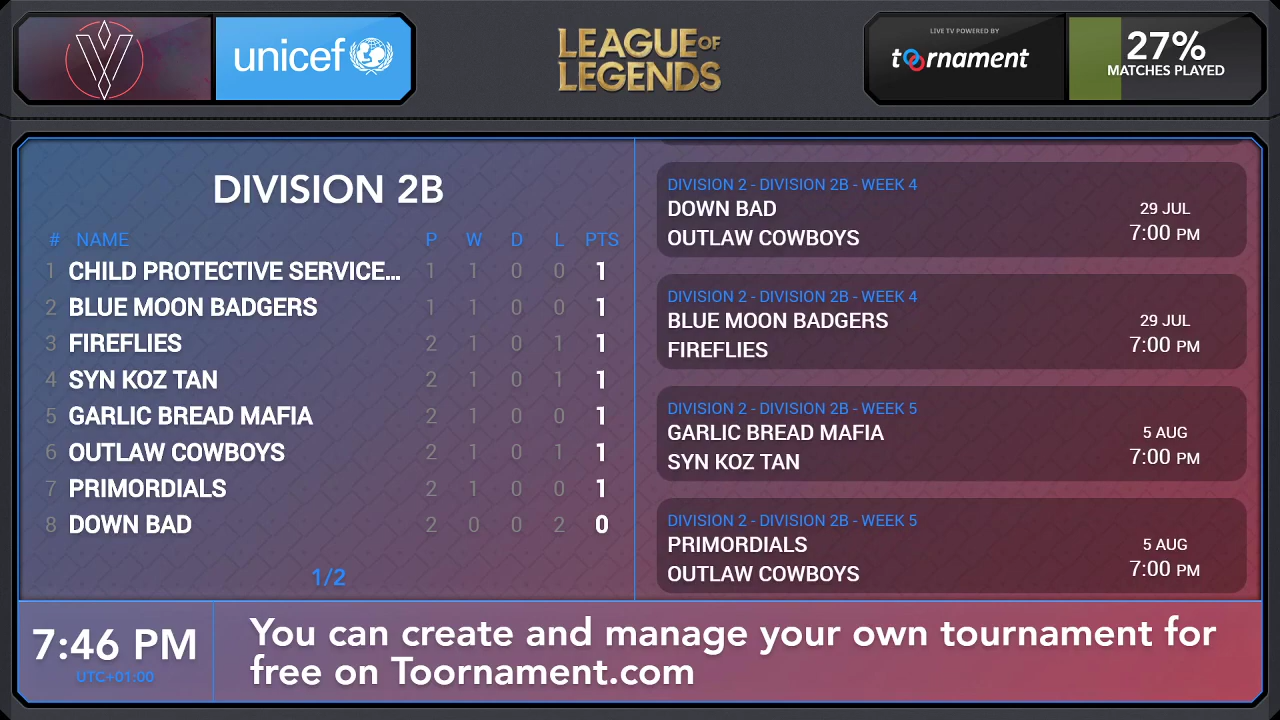 unicef
LEAGUE OF
LEGENDS
LIVE TV POWERED BY
toornament
27%
MATCHES PLAYED
DIVISION 2B
# NAME P W D L PTS
1 CHILD PROTECTIVE SERVICE... 1 1 0 0 1
2 BLUE MOON BADGERS 1 1 0 0 1
3 FIREFLIES 2 1 0 1 1
4 SYN KOZ TAN 2 1 0 1 1
5 GARLIC BREAD MAFIA 2 1 0 0 1
6 OUTLAW COWBOYS 2 1 0 1 1
7 PRIMORDIALS 2 1 0 0 1
8 DOWN BAD 2 0 0 2 0
1/2
DIVISION 2 - DIVISION 2B - WEEK 4
DOWN BAD
OUTLAW COWBOYS
29 JUL
7:00 PM
DIVISION 2 - DIVISION 2B - WEEK 4
BLUE MOON BADGERS
FIREFLIES
29 JUL
7:00 PM
DIVISION 2 - DIVISION 2B - WEEK 5
GARLIC BREAD MAFIA
SYN KOZ TAN
5 AUG
7:00 PM
DIVISION 2 - DIVISION 2B - WEEK 5
PRIMORDIALS
OUTLAW COWBOYS
5 AUG
7:00 PM
7:46 PM
UTC+01:00
You can create and manage your own tournament for
free on Toornament.com